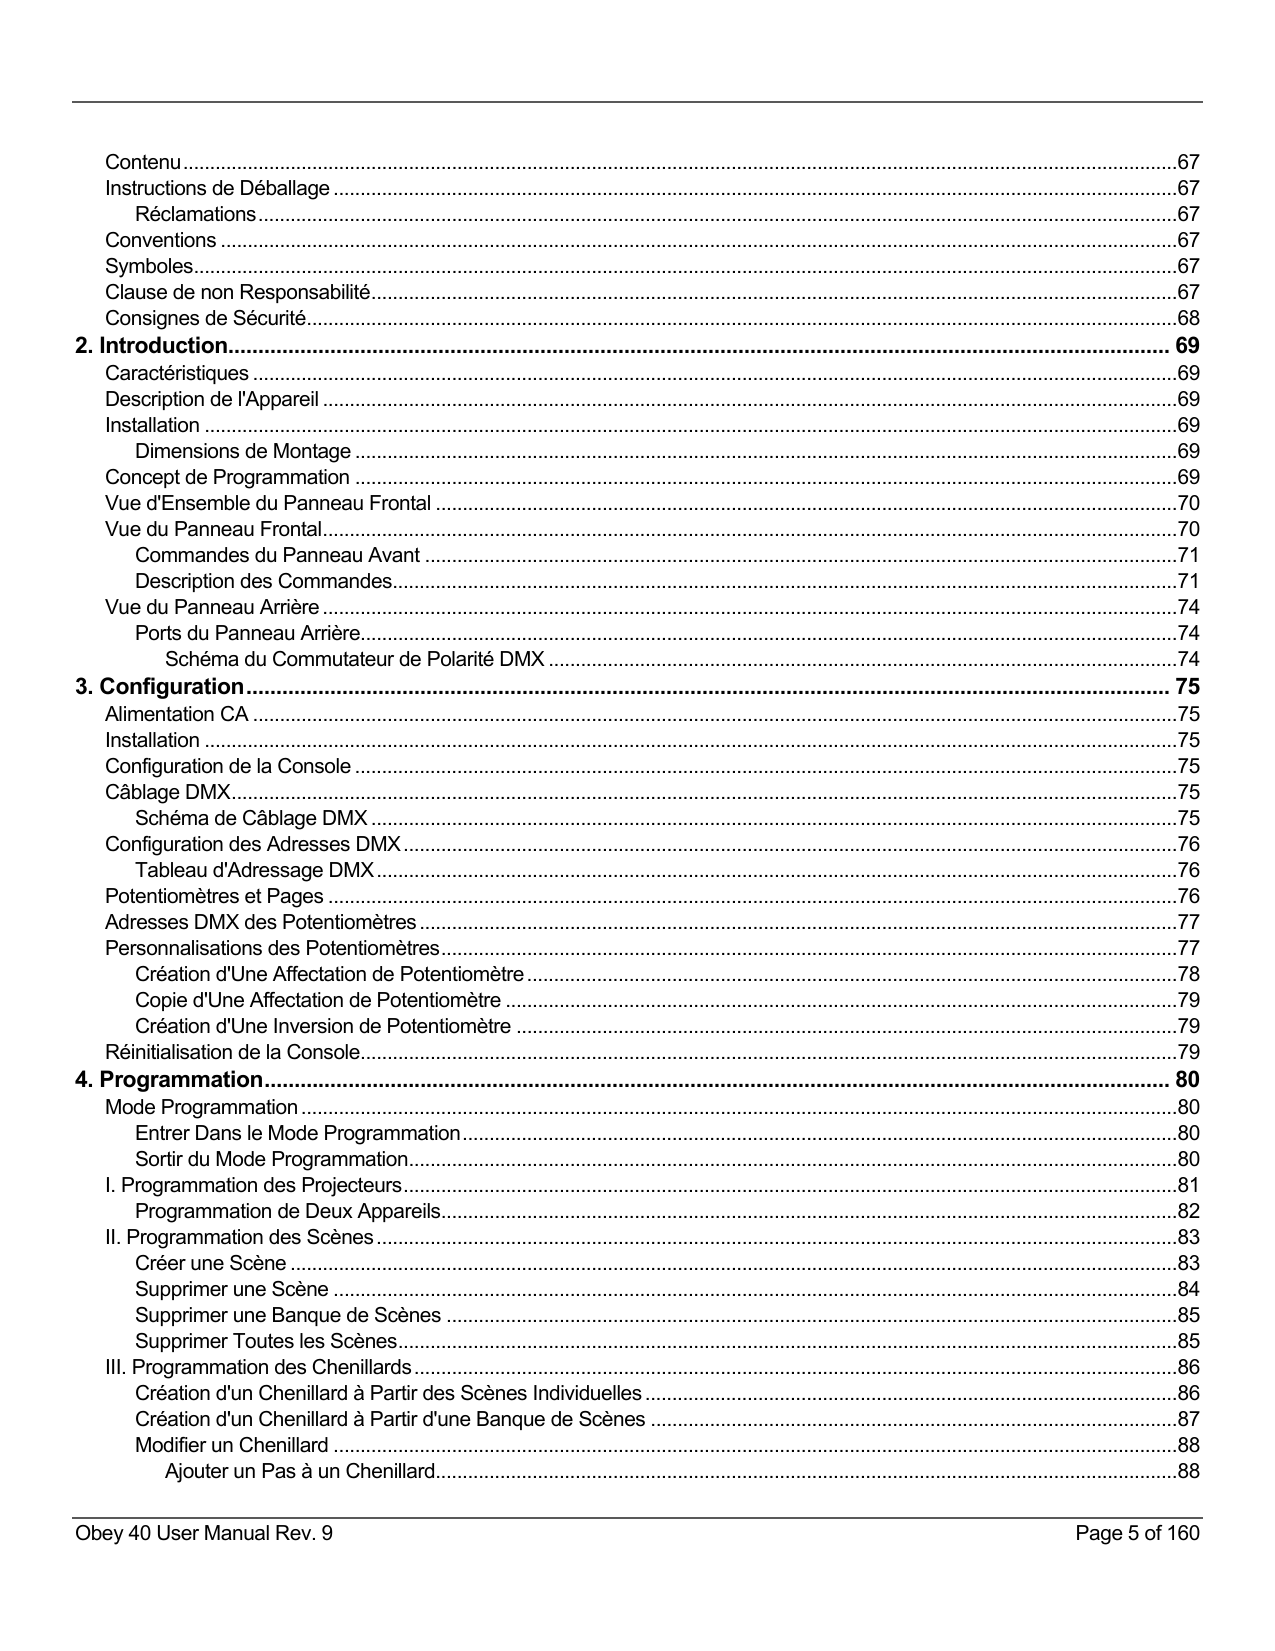 Contenu........67
Instructions de Déballage........67
Réclamations........67
Conventions........67
Symboles........67
Clause de non Responsabilité........67
Consignes de Sécurité........68
2. Introduction........ 69
Caractéristiques........69
Description de l'Appareil........69
Installation........69
Dimensions de Montage........69
Concept de Programmation........69
Vue d'Ensemble du Panneau Frontal........70
Vue du Panneau Frontal........70
Commandes du Panneau Avant........71
Description des Commandes........71
Vue du Panneau Arrière........74
Ports du Panneau Arrière........74
Schéma du Commutateur de Polarité DMX........74
3. Configuration........ 75
Alimentation CA........75
Installation........75
Configuration de la Console........75
Câblage DMX........75
Schéma de Câblage DMX........75
Configuration des Adresses DMX........76
Tableau d'Adressage DMX........76
Potentiomètres et Pages........76
Adresses DMX des Potentiomètres........77
Personnalisations des Potentiomètres........77
Création d'Une Affectation de Potentiomètre........78
Copie d'Une Affectation de Potentiomètre........79
Création d'Une Inversion de Potentiomètre........79
Réinitialisation de la Console........79
4. Programmation........ 80
Mode Programmation........80
Entrer Dans le Mode Programmation........80
Sortir du Mode Programmation........80
I. Programmation des Projecteurs........81
Programmation de Deux Appareils........82
II. Programmation des Scènes........83
Créer une Scène........83
Supprimer une Scène........84
Supprimer une Banque de Scènes........85
Supprimer Toutes les Scènes........85
III. Programmation des Chenillards........86
Création d'un Chenillard à Partir des Scènes Individuelles........86
Création d'un Chenillard à Partir d'une Banque de Scènes........87
Modifier un Chenillard........88
Ajouter un Pas à un Chenillard........88
Obey 40 User Manual Rev. 9 Page 5 of 160